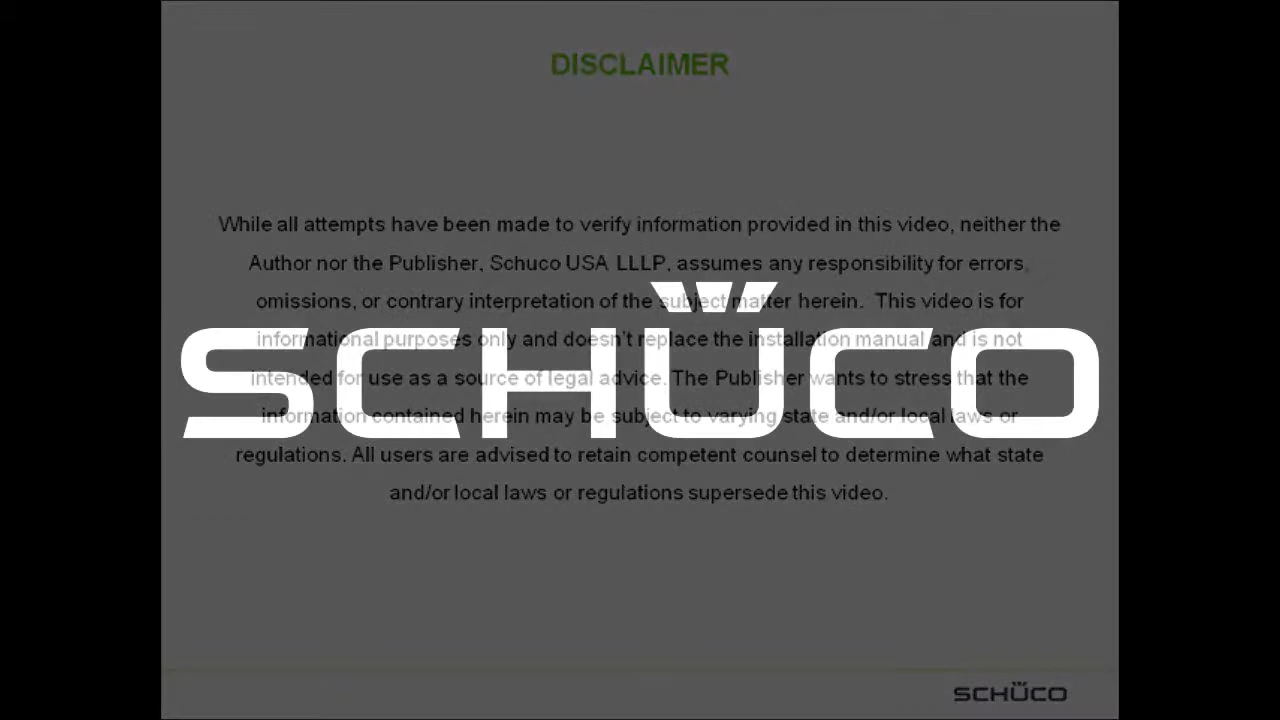 DISCLAIMER
While all attempts have been made to verify information provided in this video, neither the
Author nor the Publisher, Schuco USA LLLP, assumes any responsibility for errors,
omissions, or contrary interpretation of the subject matter herein. This video is for
informational purposes only and doesn't replace the installation manual and is not
intended for use as a source of legal advice. The Publisher wants to stress that the
information contained herein may be subject to varying state and/or local laws or
regulations. All users are advised to retain competent counsel to determine what state
and/or local laws or regulations supersede this video.
SCHÜCO
SCHÜCO